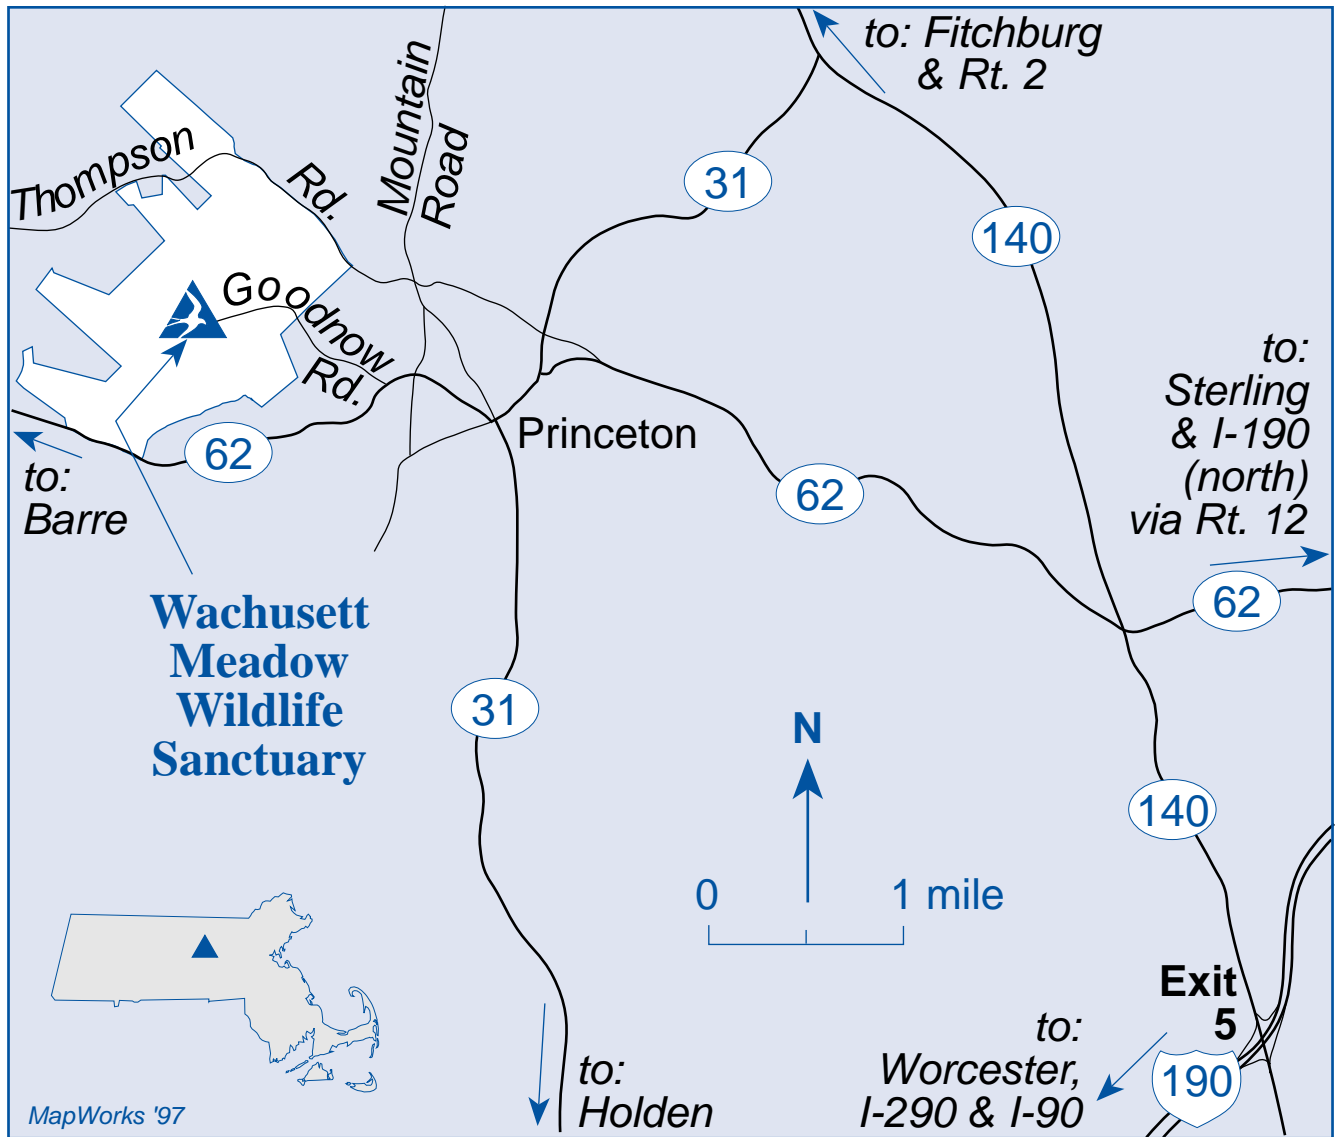 to: Fitchburg
& Rt. 2
Mountain
Road
Thompson
Rd.
31
140
Goodnow
Rd.
to:
Sterling
& I-190
(north)
via Rt. 12
Princeton
62
62
to:
Barre
62
Wachusett
Meadow
Wildlife
Sanctuary
31
N
140
0 1 mile
Exit
5
to:
Worcester,
I-290 & I-90
190
to:
Holden
MapWorks '97